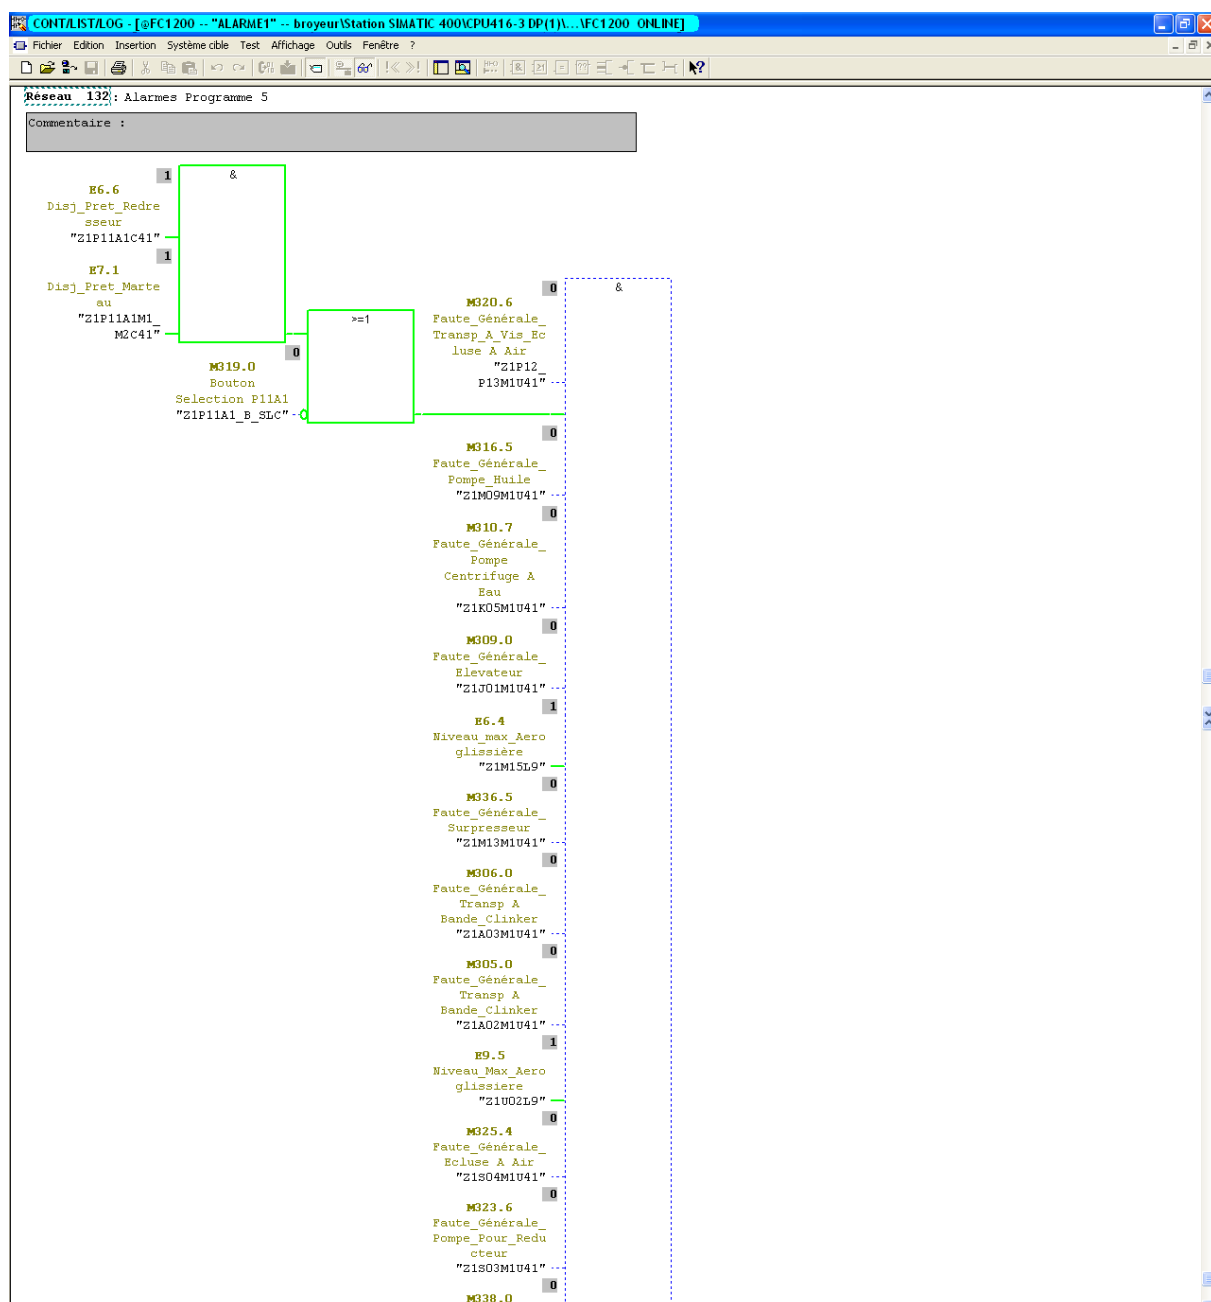 CONT/LIST/LOG - [@FC1200 -- "ALARME1" -- broyeur\Station SIMATIC 400\CPU416-3 DP(1)\...\FC1200 ONLINE]
Fichier Edition Insertion Système cible Test Affichage Outils Fenêtre ?
Réseau 132 : Alarmes Programme 5
Commentaire :
1
&
E6.6
Disj_Pret_Redre
sseur
"Z1P11A1C41"
1
E7.1
Disj_Pret_Marte
au
"Z1P11A1M1_
M2C41"
0
>=1
M319.0
Bouton
Selection P11A1
"Z1P11A1_B_SLC"
0
&
M320.6
Faute_Générale_
Transp_A_Vis_Ec
luse A Air
"Z1P12_
P13M1U41"
0
M316.5
Faute_Générale_
Pompe_Huile
"Z1M09M1U41"
0
M310.7
Faute_Générale_
Pompe
Centrifuge A
Eau
"Z1K05M1U41"
0
M309.0
Faute_Générale_
Elevateur
"Z1J01M1U41"
1
E6.4
Niveau_max_Aero
glissière
"Z1M15L9"
0
M336.5
Faute_Générale_
Surpresseur
"Z1M13M1U41"
0
M306.0
Faute_Générale_
Transp A
Bande_Clinker
"Z1A03M1U41"
0
M305.0
Faute_Générale_
Transp A
Bande_Clinker
"Z1A02M1U41"
1
E9.5
Niveau_Max_Aero
glissiere
"Z1U02L9"
0
M325.4
Faute_Générale_
Ecluse A Air
"Z1S04M1U41"
0
M323.6
Faute_Générale_
Pompe_Pour_Redu
cteur
"Z1S03M1U41"
0
M338.0